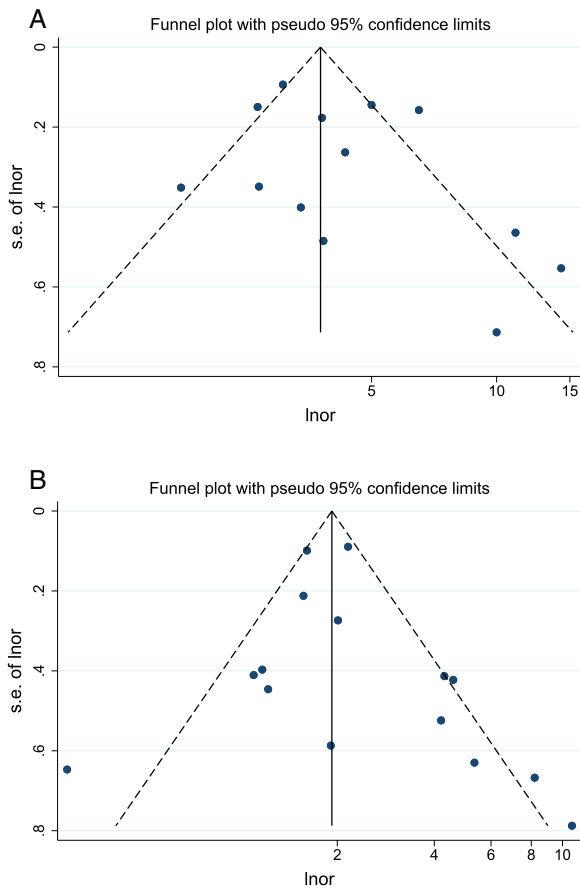 A
Funnel plot with pseudo 95% confidence limits
0
.2
.4
.6
.8
s.e. of lnor
5 10 15
lnor
B
Funnel plot with pseudo 95% confidence limits
0
.2
.4
.6
.8
s.e. of lnor
2 4 6 8 10
lnor